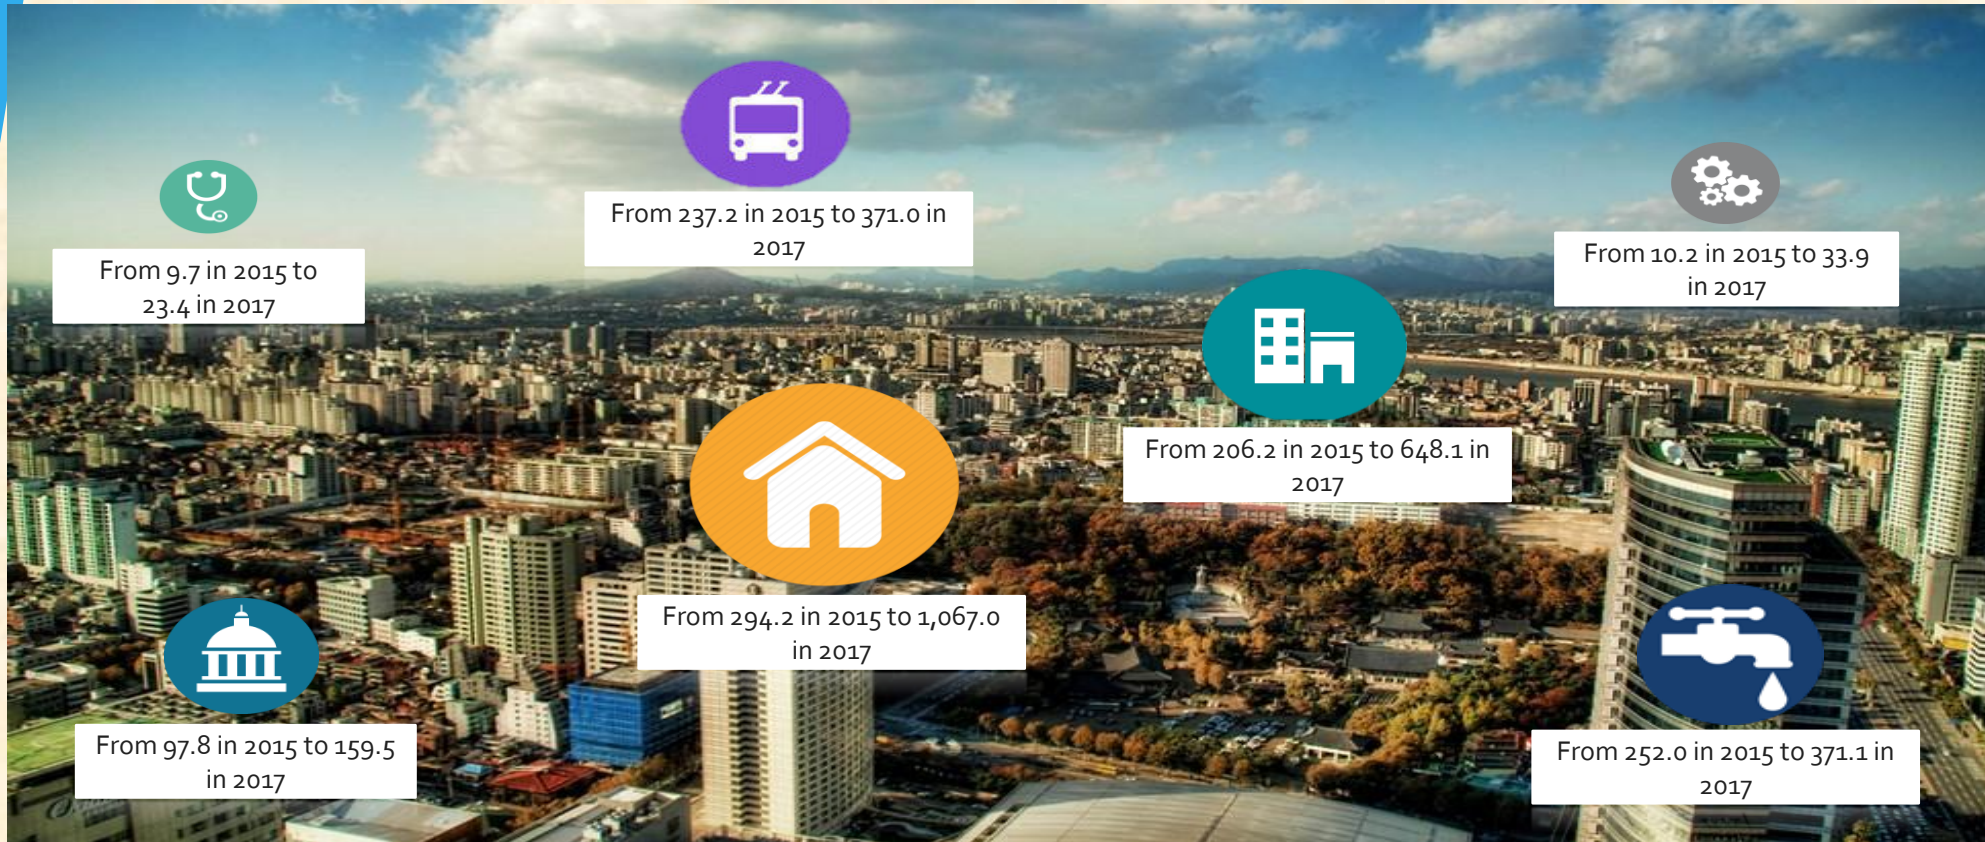 From 237.2 in 2015 to 371.0 in
2017
From 9.7 in 2015 to
23.4 in 2017
From 10.2 in 2015 to 33.9
in 2017
From 206.2 in 2015 to 648.1 in
2017
From 294.2 in 2015 to 1,067.0
in 2017
From 97.8 in 2015 to 159.5
in 2017
From 252.0 in 2015 to 371.1 in
2017